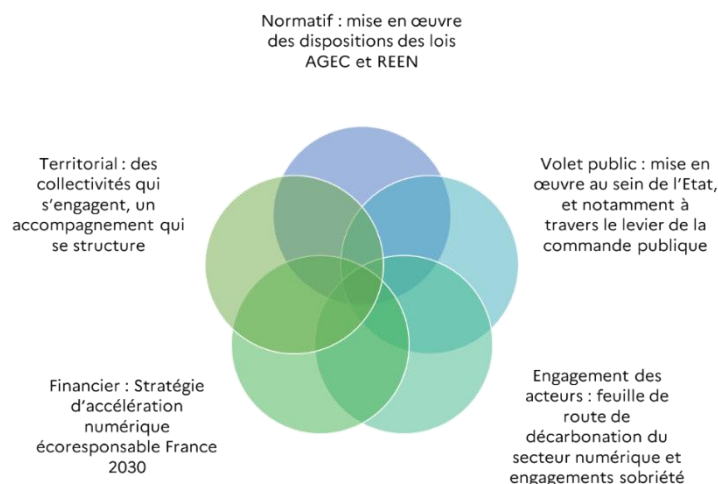 Normatif : mise en œuvre
des dispositions des lois
AGEC et REEN
Territorial : des
collectivités qui
s’engagent, un
accompagnement qui
se structure
Volet public : mise en
œuvre au sein de l’Etat,
et notamment à
travers le levier de la
commande publique
Financier : Stratégie
d’accélération
numérique
écoresponsable France
2030
Engagement des
acteurs : feuille de
route de
décarbonation du
secteur numérique et
engagements sobriété